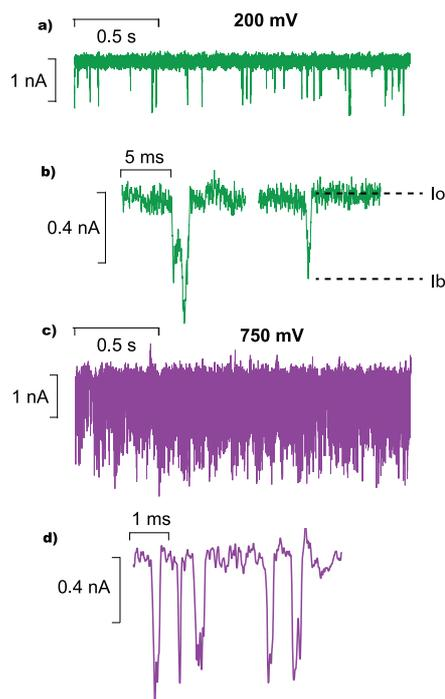 a)
200 mV
0.5 s
1 nA
b)
5 ms
0.4 nA
Io
Ib
c)
750 mV
0.5 s
1 nA
d)
1 ms
0.4 nA